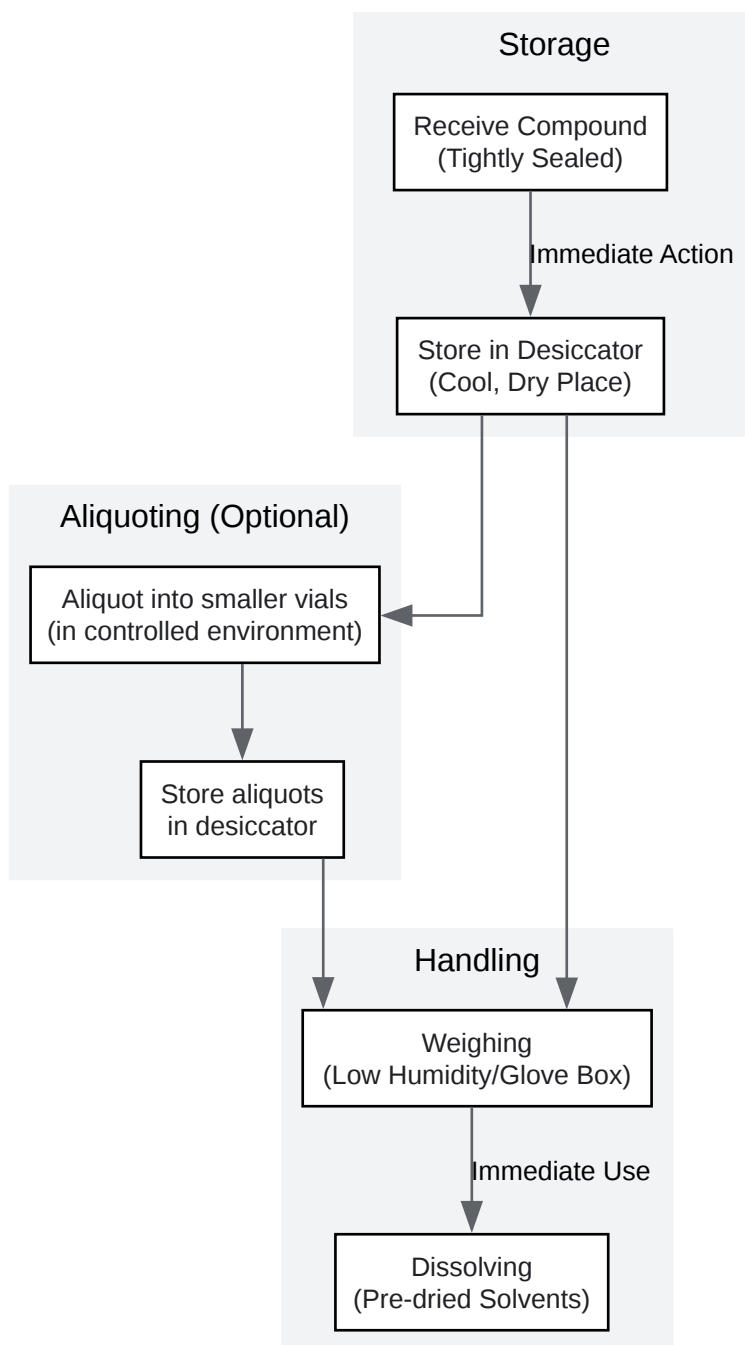 Storage
Receive Compound
(Tightly Sealed)
Immediate Action
Store in Desiccator
(Cool, Dry Place)
Aliquoting (Optional)
Aliquot into smaller vials
(in controlled environment)
Store aliquots
in desiccator
Handling
Weighing
(Low Humidity/Glove Box)
Immediate Use
Dissolving
(Pre-dried Solvents)